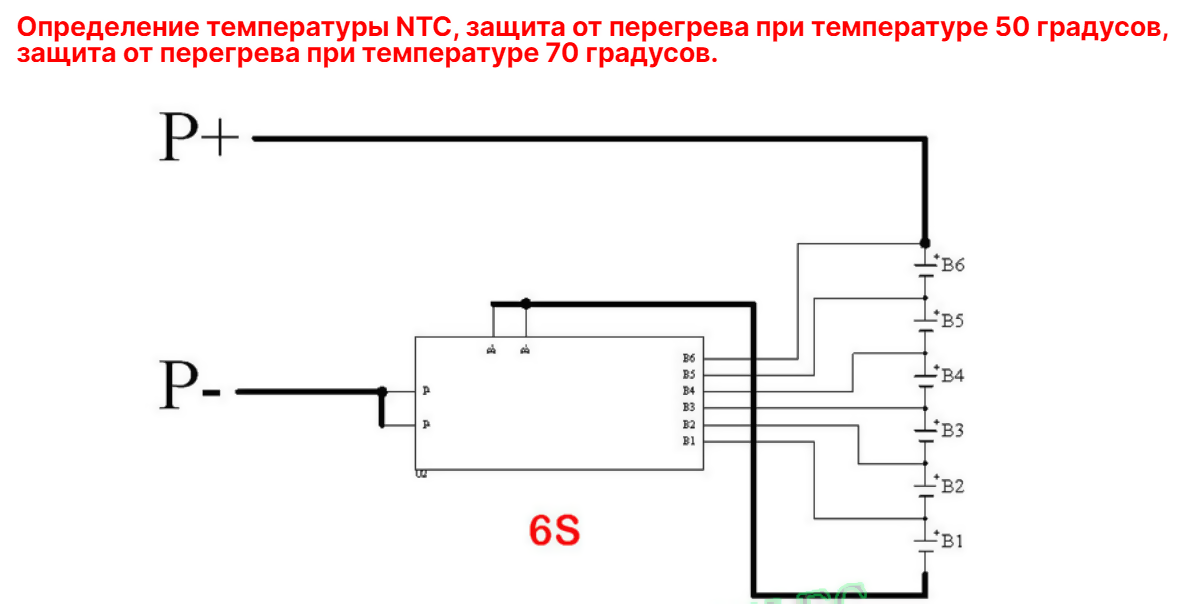 Определение температуры NTC, защита от перегрева при температуре 50 градусов,
защита от перегрева при температуре 70 градусов.
P+
B6
B5
B4
B3
B2
B1
P-
P
P
B6
B5
B4
B3
B2
B1
U2
6S